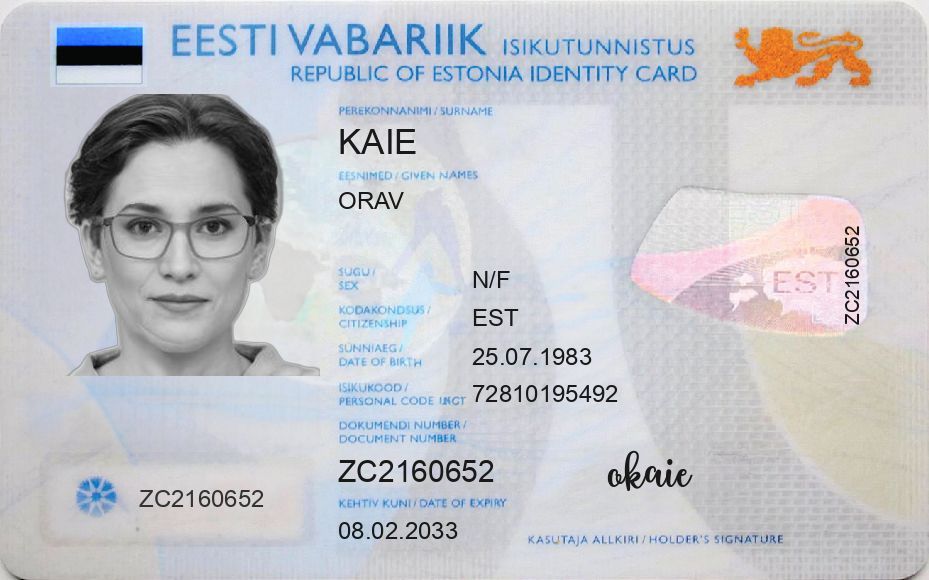 EESTI VABARIIK ISIKUTUNNISTUS
REPUBLIC OF ESTONIA IDENTITY CARD
PEREKONNANIMI / SURNAME
KAIE
EESNIMED / GIVEN NAMES
ORAV
SUGU /
SEX
N/F
KODAKONDSUS /
CITIZENSHIP
EST
SÜNNIAEG /
DATE OF BIRTH
25.07.1983
ISIKUKOOD /
PERSONAL CODE
72810195492
DOKUMENDI NUMBER /
DOCUMENT NUMBER
ZC2160652
KEHTIV KUNI / DATE OF EXPIRY
08.02.2033
ZC2160652
EST
ZC2160652
okaie
KASUTAJA ALLKIRI / HOLDER'S SIGNATURE